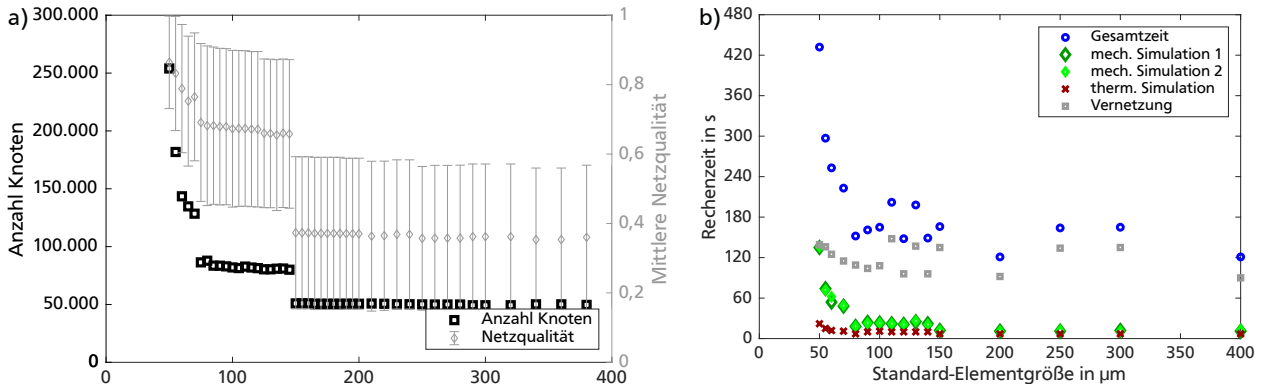 a)
300.000
250.000
200.000
150.000
100.000
50.000
0
Anzahl Knoten
1
0,8
0,6
0,4
0,2
0
Mittlere Netzqualität
Anzahl Knoten
Netzqualität
0 100 200 300 400
b)
480
420
360
300
240
180
120
60
0
Rechenzeit in s
Gesamtzeit
mech. Simulation 1
mech. Simulation 2
therm. Simulation
Vernetzung
0 50 100 150 200 250 300 350 400
Standard-Elementgröße in µm